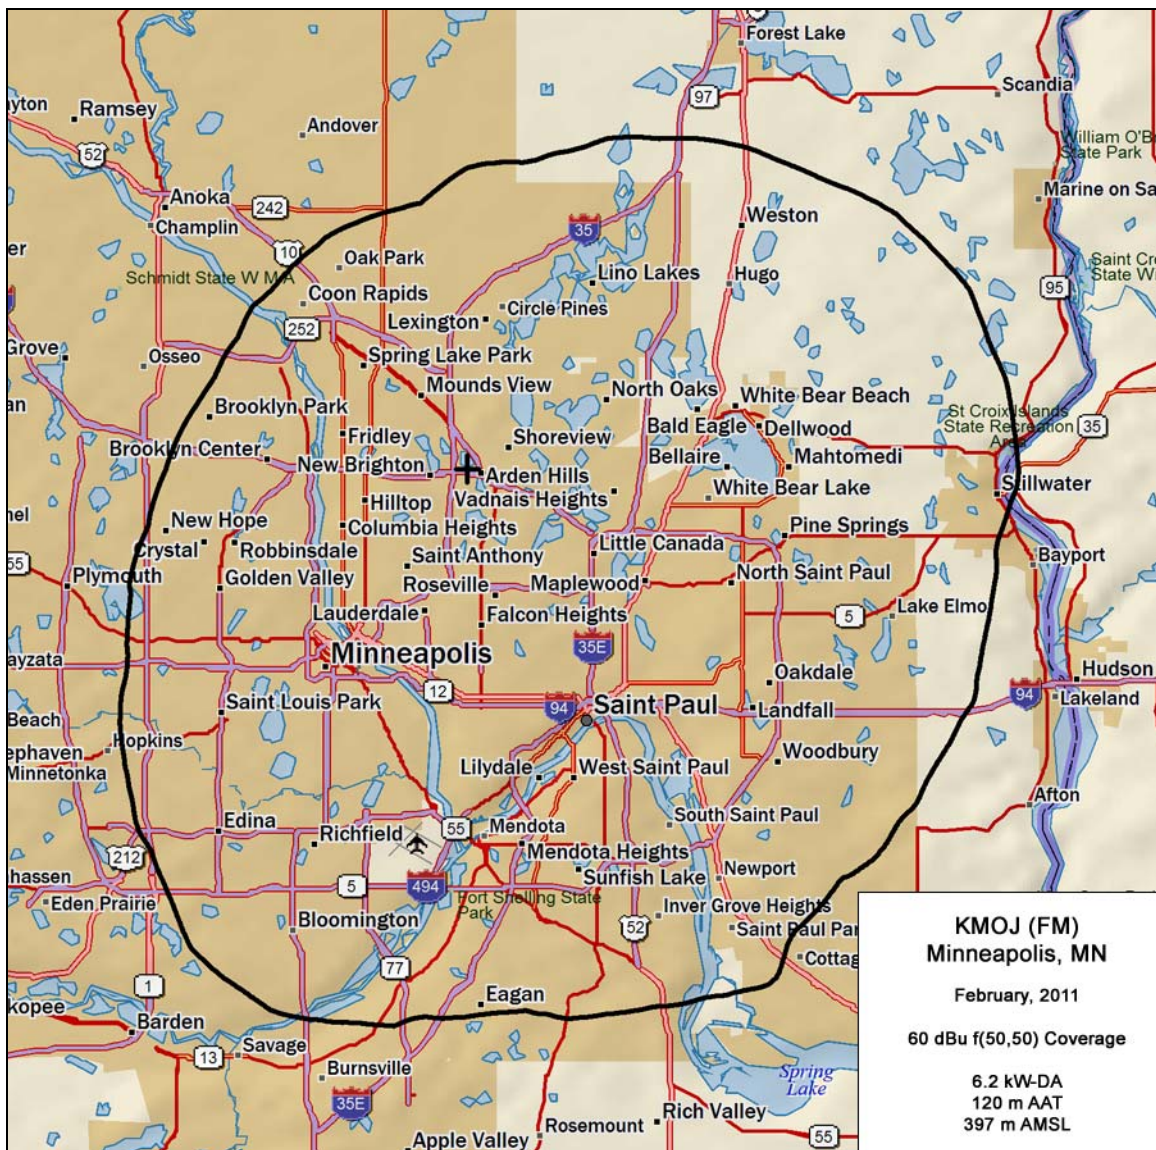 Forest Lake
97
Scandia
Ramsey
Andover
52
William O'B
State Park
Anoka
242
Marine on Sa
Champlin
Weston
35
10
Oak Park
Saint Cro
State Wi
Schmidt State W M A
Lino Lakes
Hugo
95
Coon Rapids
Circle Pines
Lexington
252
Grove
Osseo
Spring Lake Park
Mounds View
North Oaks
White Bear Beach
Brooklyn Park
St Croix Islands
State Recreation
Area
35
Bald Eagle
Dellwood
Fridley
Shoreview
Brooklyn Center
New Brighton
Bellaire
Mahtomedi
Arden Hills
Stillwater
Vadnais Heights
White Bear Lake
Hilltop
New Hope
Columbia Heights
Pine Springs
Crystal
Robbinsdale
Saint Anthony
Little Canada
Bayport
55
Plymouth
Golden Valley
Roseville
Maplewood
North Saint Paul
Lauderdale
Falcon Heights
5
Lake Elmo
35E
Minneapolis
ayzata
Oakdale
Hudson
12
94
94
Lakeland
Saint Louis Park
Saint Paul
Landfall
Beach
Hopkins
ephaven
Woodbury
Minnetonka
Lilydale
West Saint Paul
Afton
Edina
Richfield
55
Mendota
South Saint Paul
212
Mendota Heights
nhassen
5
494
Sunfish Lake
Newport
Eden Prairie
Fort Snelling State
Park
Inver Grove Heights
Bloomington
52
Saint Paul Par
77
Cottag
1
kopee
Eagan
Barden
13
Savage
Burnsville
Spring
Lake
35E
Rich Valley
Rosemount
55
Apple Valley
KMOJ (FM)
Minneapolis, MN
February, 2011
60 dBu f(50,50) Coverage
6.2 kW-DA
120 m AAT
397 m AMSL